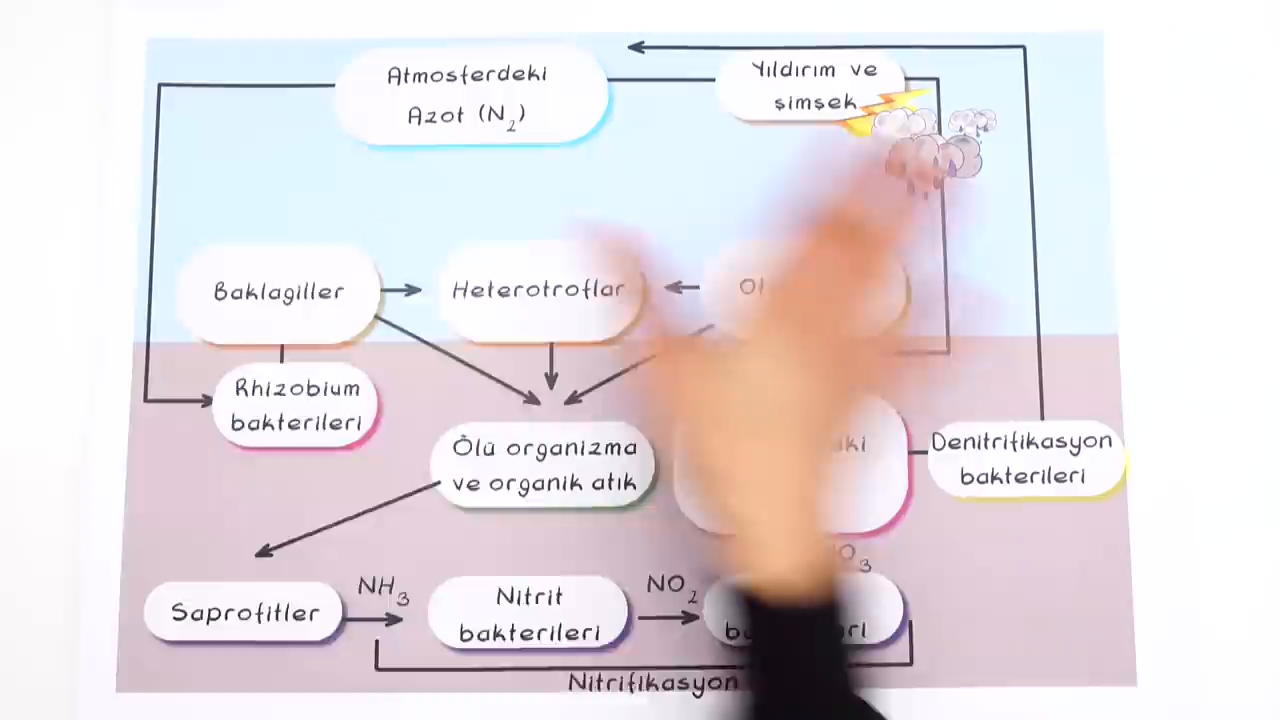 Atmosferdeki
Azot (N2)
Yıldırım ve
şimşek
Baklagiller
Heterotroflar
Rhizobium
bakterileri
Ölü organizma
ve organik atık
Denitrifikasyon
bakterileri
Saprofitler
NH3
Nitrit
bakterileri
NO2
Nitrifikasyon